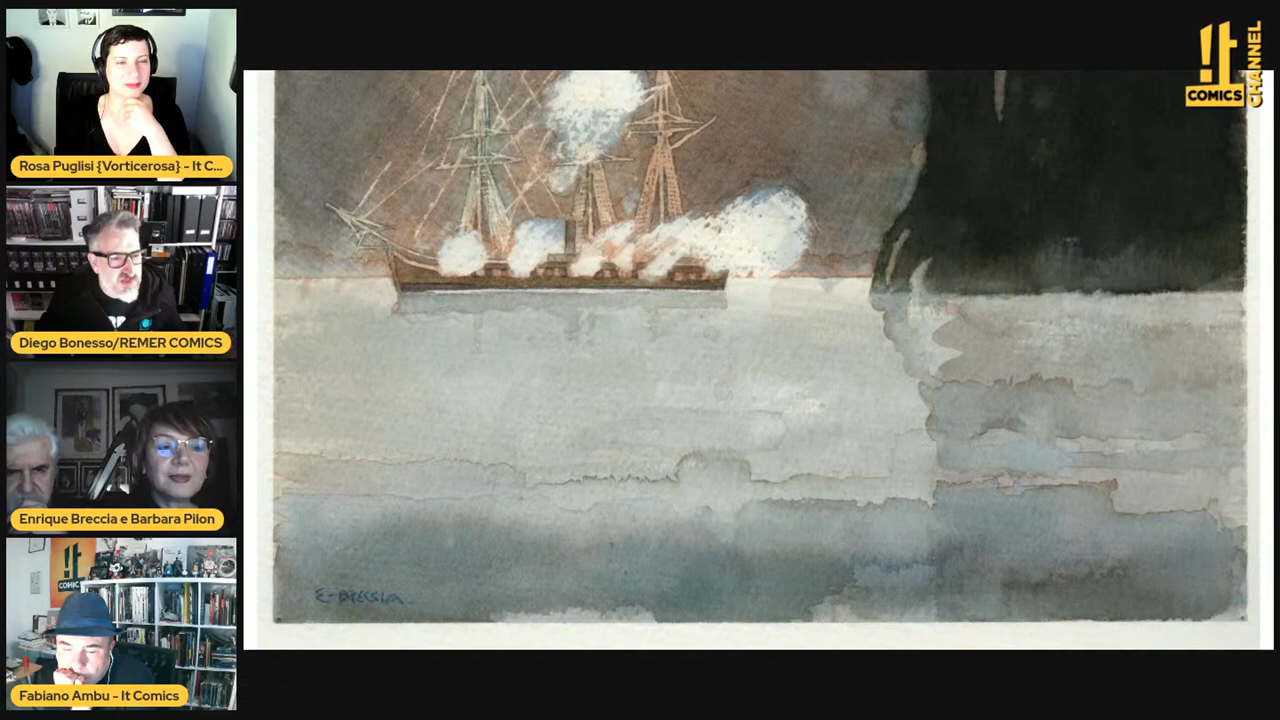 Rosa Puglisi {Vorticerosa} - It C...
Diego Bonesso/REMER COMICS
Enrique Breccia e Barbara Pilon
Fabiano Ambu - It Comics
!t
COMICS
CHANNEL
E-BRECCIA
!t
COMICS